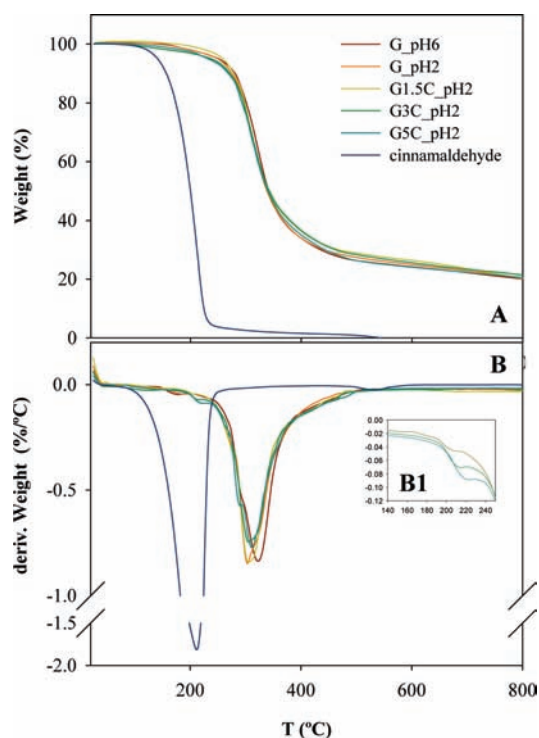 100
80
60
40
20
0
Weight (%)
G_pH6
G_pH2
G1.5C_pH2
G3C_pH2
G5C_pH2
cinnamaldehyde
A
B
0.0
-0.5
-1.0
-1.5
-2.0
deriv. Weight (%/ºC)
0.00
-0.02
-0.04
-0.06
-0.08
-0.10
-0.12
B1
140 160 180 200 220 240
200 400 600 800
T (ºC)